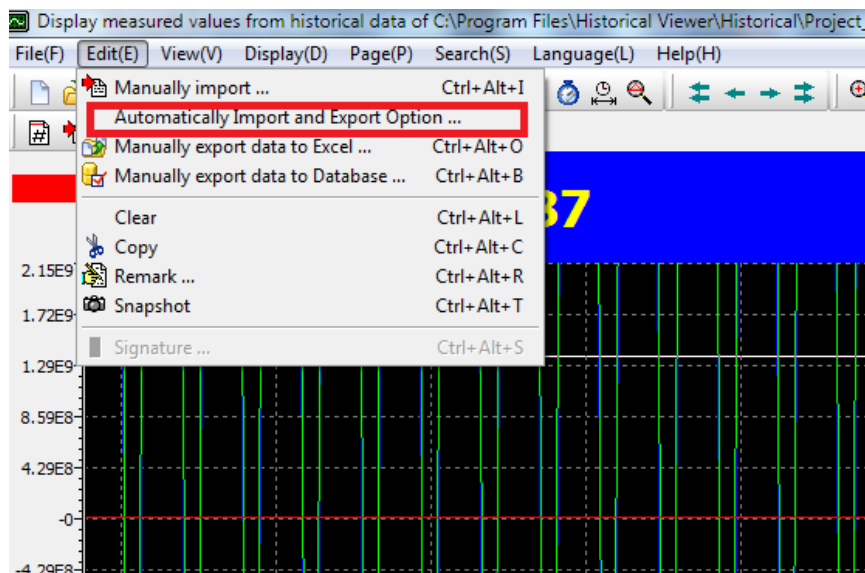 Display measured values from historical data of C:\Program Files\Historical Viewer\Historical\Project_
File(F) Edit(E) View(V) Display(D) Page(P) Search(S) Language(L) Help(H)
Manually import ... Ctrl+Alt+I
Automatically Import and Export Option ...
Manually export data to Excel ... Ctrl+Alt+O
Manually export data to Database ... Ctrl+Alt+B
Clear Ctrl+Alt+L
37
Copy Ctrl+Alt+C
Remark ... Ctrl+Alt+R
Snapshot Ctrl+Alt+T
Signature ... Ctrl+Alt+S
2.15E9
1.72E9
1.29E9
8.59E8
4.29E8
-0
-4.29E8